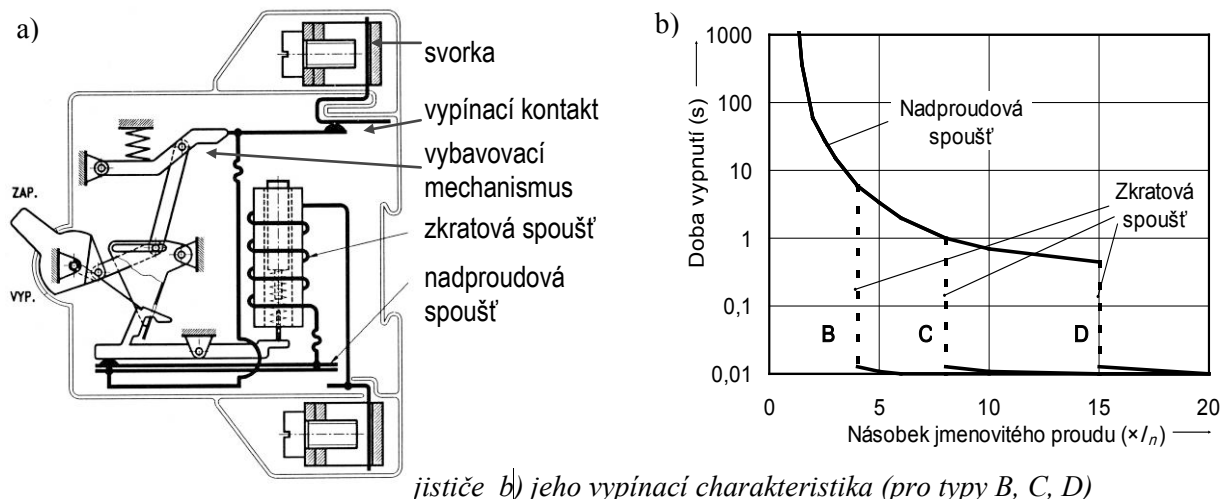 a)
svorka
vypínací kontakt
vybavovací
mechanismus
zkratová spoušť
nadproudová
spoušť
ZAP.
VYP.
b)
Doba vypnutí (s)
1000
100
10
1
0,1
0,01
Nadproudová
spoušť
Zkratová
spoušť
B
C
D
0
5
10
15
20
Násobek jmenovitého proudu (×In)
jističe b) jeho vypínací charakteristika (pro typy B, C, D)